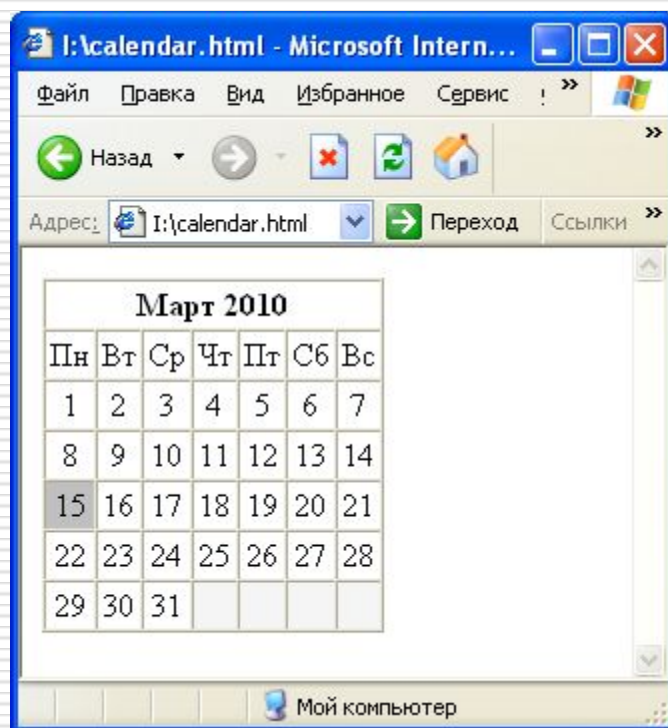 I:\calendar.html - Microsoft Intern...
Файл Правка Вид Избранное Сервис »
Назад »
Адрес: I:\calendar.html Переход Ссылки »
Март 2010
Пн Вт Ср Чт Пт Сб Вс
1 2 3 4 5 6 7
8 9 10 11 12 13 14
15 16 17 18 19 20 21
22 23 24 25 26 27 28
29 30 31
Мой компьютер